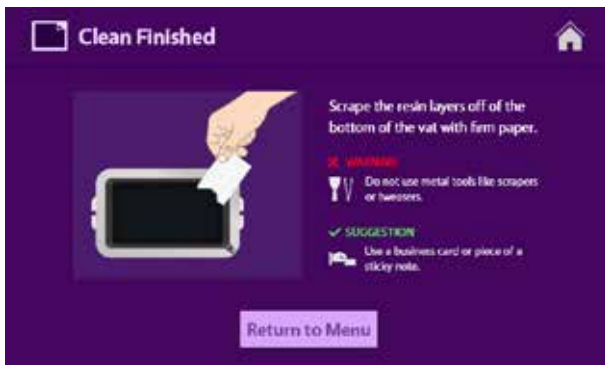 Clean Finished
Scrape the resin layers off of the
bottom of the vat with firm paper.
WARNING
Do not use metal tools like scrapers
or tweezers.
SUGGESTION
Use a business card or piece of a
sticky note.
Return to Menu